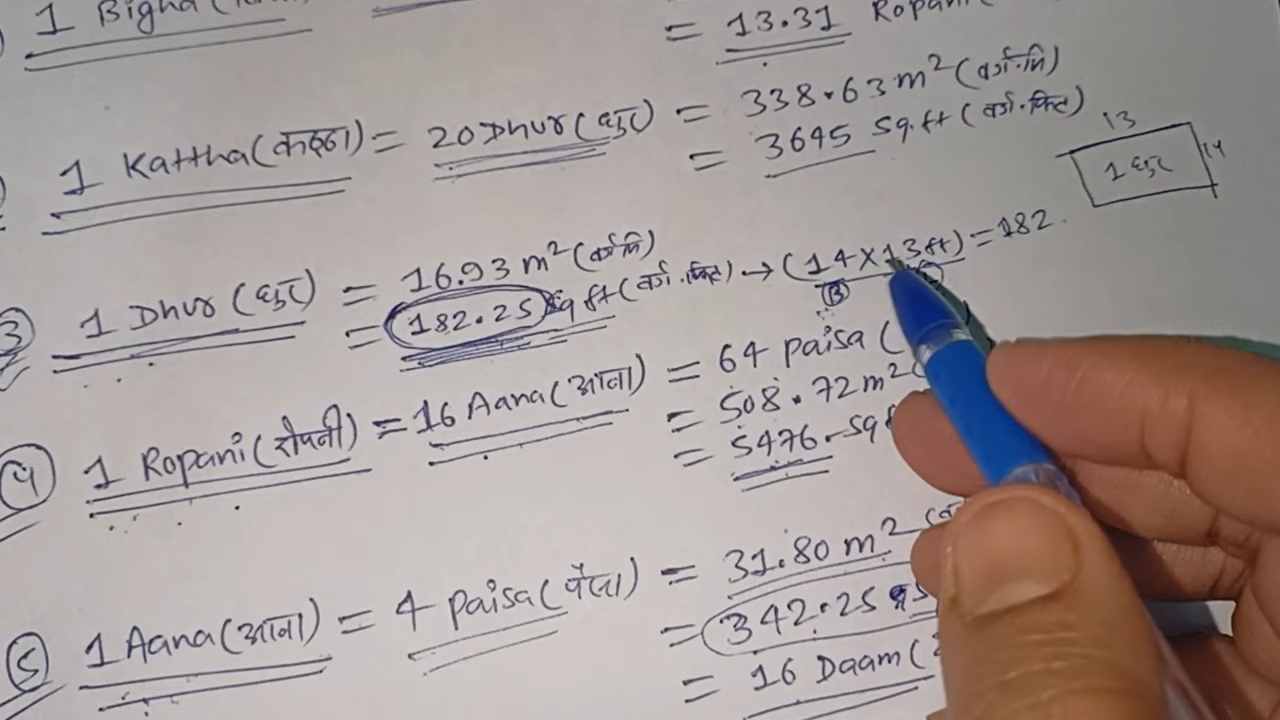 1 Bigha
= 13.31 Ropani
1 Kattha(कठ्ठा) = 20 Dhur(धुर) = 338.63 m² (वर्ग.मि)
= 3645 sq.ft (वर्ग.फिट)
13
1 धुर 14
3 1 Dhur (धुर) = 16.93 m² (वर्ग मि)
= 182.25 sq ft (वर्ग.फिट) → (14 x 13 ft) = 182.
B
4 1 Ropani (रोपनी) = 16 Aana (आना) = 64 paisa (
= 508.72 m² (
= 5476. sq
5 1 Aana (आना) = 4 paisa (पैसा) = 31.80 m²
= 342.25
= 16 Daam (